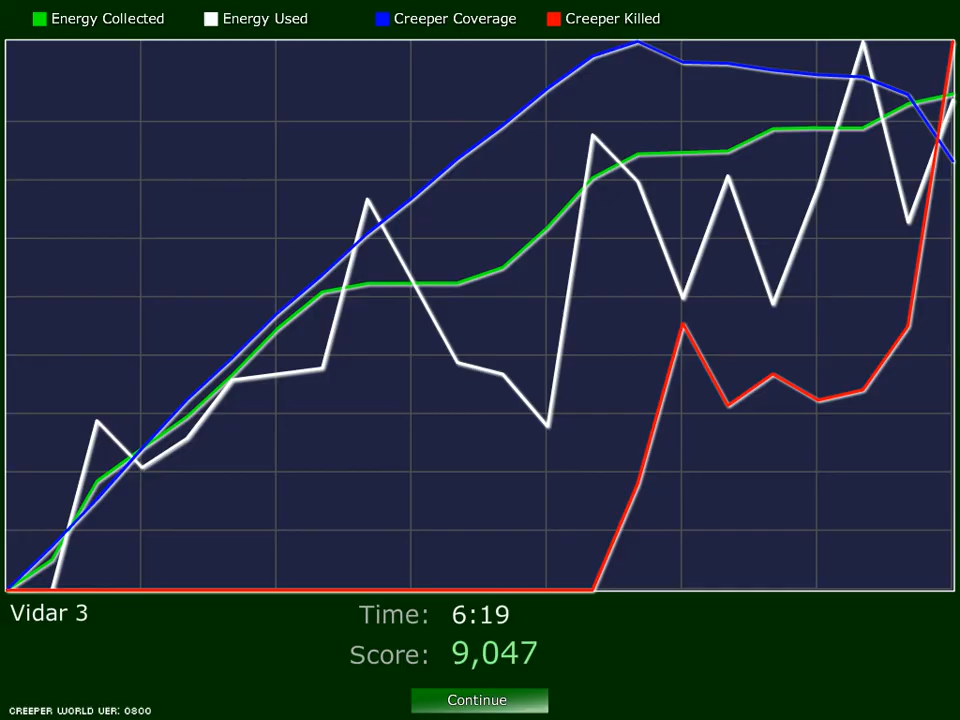 Energy Collected Energy Used Creeper Coverage Creeper Killed
Vidar 3
Time: 6:19
Score: 9,047
Continue
CREEPER WORLD VER: 0800